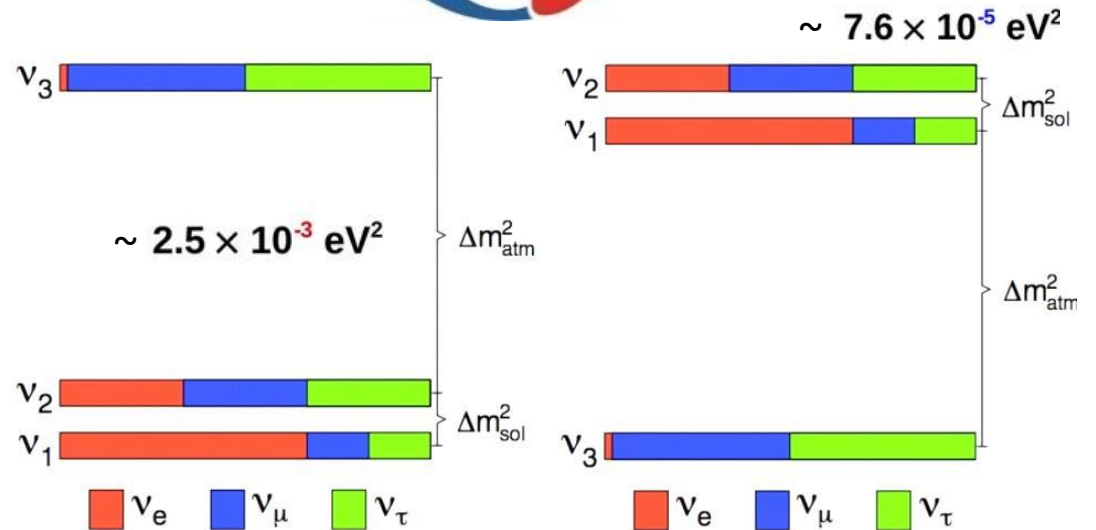 ~ 7.6 × 10⁻⁵ eV²
ν₃
~ 2.5 × 10⁻³ eV²
Δm²atm
ν₂
ν₁
Δm²sol
νe νμ ντ
ν₂
ν₁
Δm²sol
Δm²atm
ν₃
νe νμ ντ